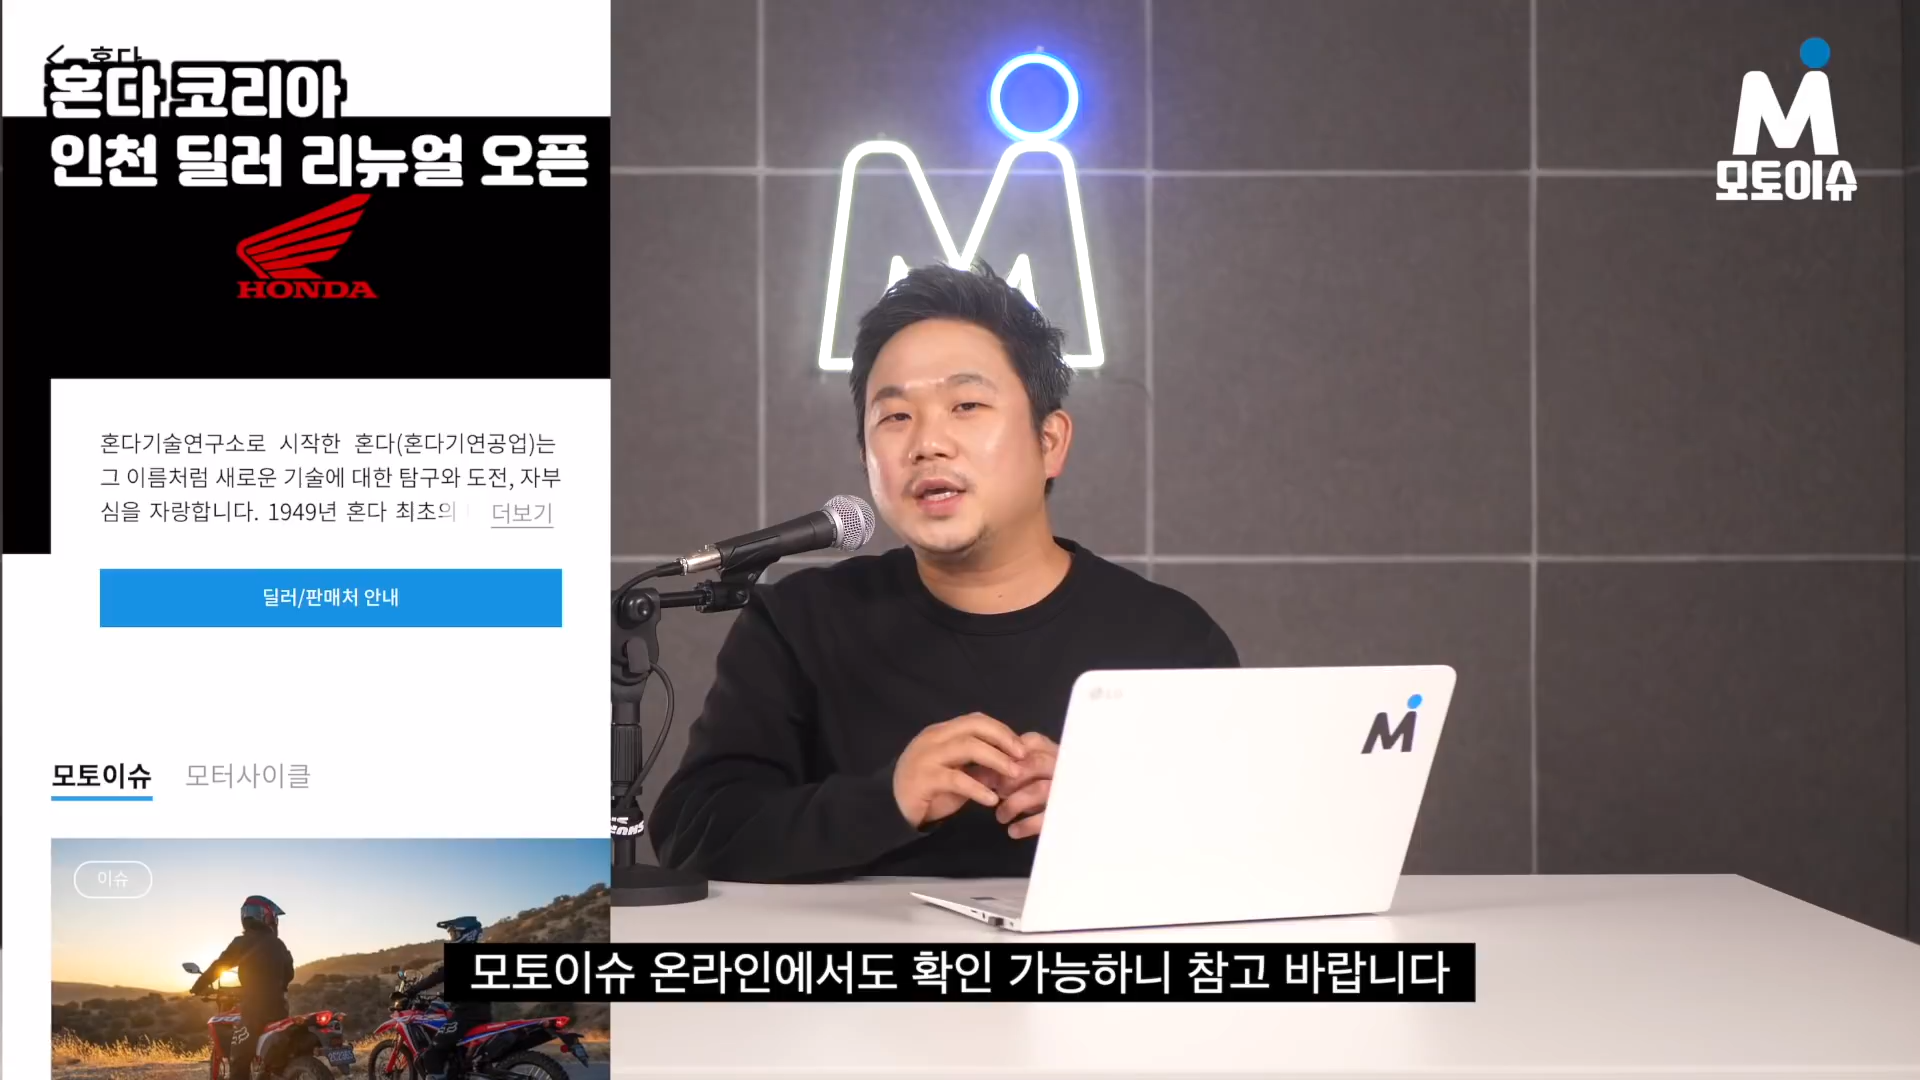 혼다
혼다 코리아
인천 딜러 리뉴얼 오픈
HONDA
혼다기술연구소로 시작한 혼다(혼다기연공업)는
그 이름처럼 새로운 기술에 대한 탐구와 도전, 자부
심을 자랑합니다. 1949년 혼다 최초의
더보기
딜러/판매처 안내
모토이슈 모터사이클
이슈
모토이슈
모토이슈 온라인에서도 확인 가능하니 참고 바랍니다